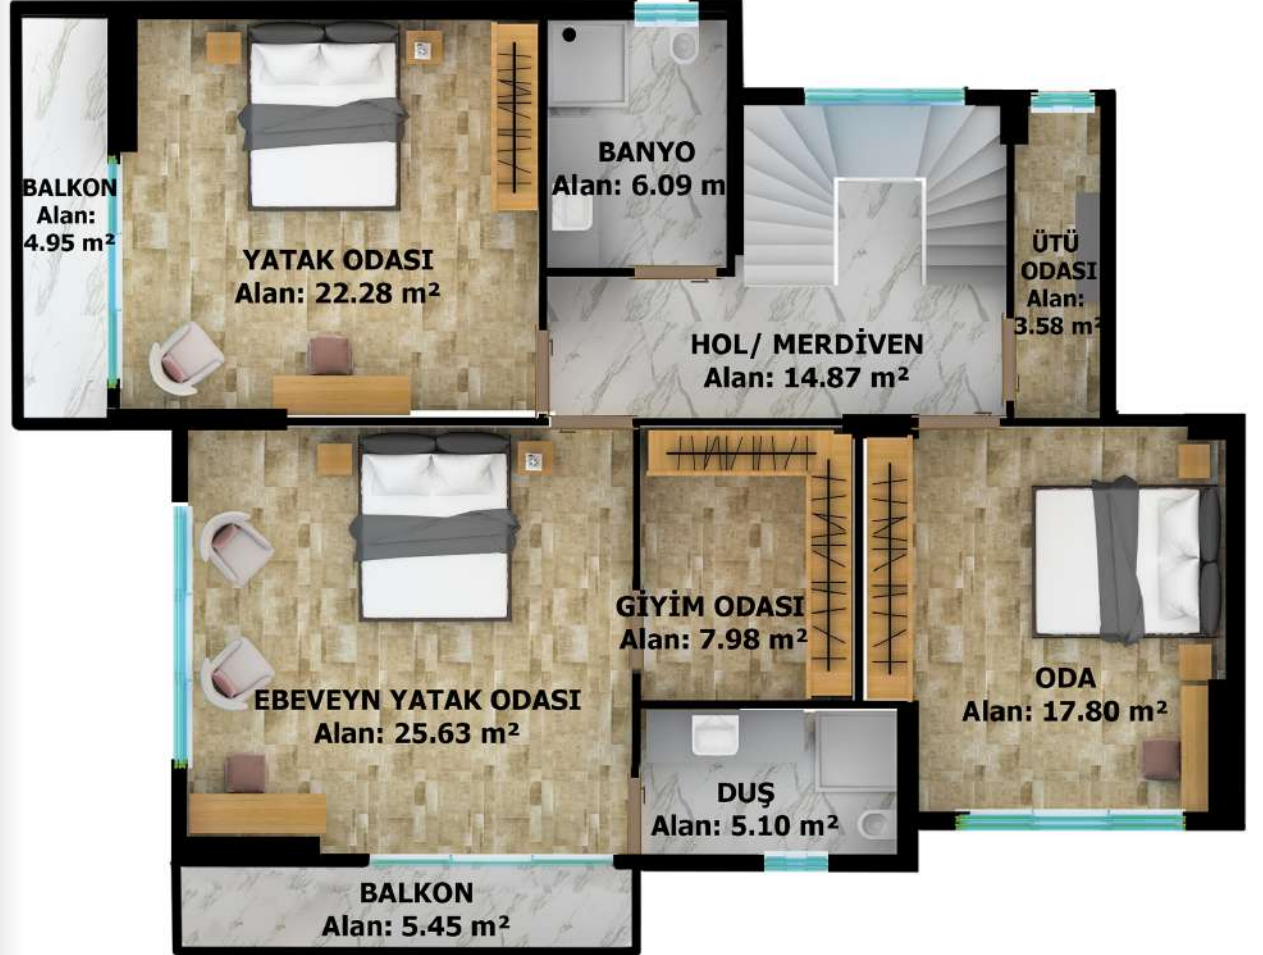 BALKON
Alan:
4.95 m²
YATAK ODASI
Alan: 22.28 m²
BANYO
Alan: 6.09 m
HOL/ MERDİVEN
Alan: 14.87 m²
ÜTÜ
ODASI
Alan:
3.58 m²
EBEVEYN YATAK ODASI
Alan: 25.63 m²
GİYİM ODASI
Alan: 7.98 m²
ODA
Alan: 17.80 m²
DUŞ
Alan: 5.10 m²
BALKON
Alan: 5.45 m²